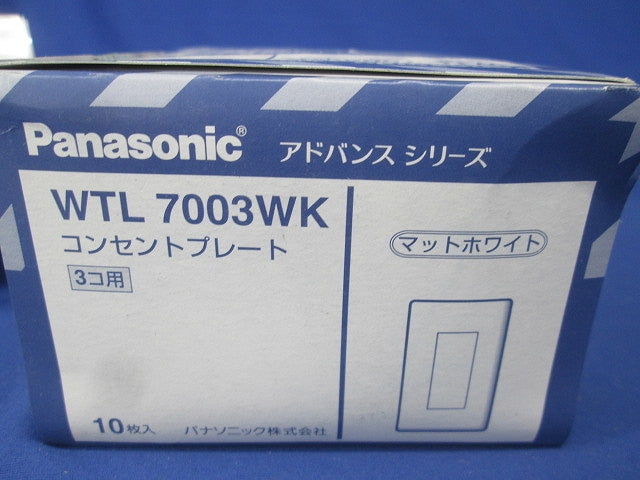 Panasonic® アドバンス シリーズ
WTL 7003WK
コンセントプレート
3コ用
マットホワイト
10枚入 パナソニック株式会社